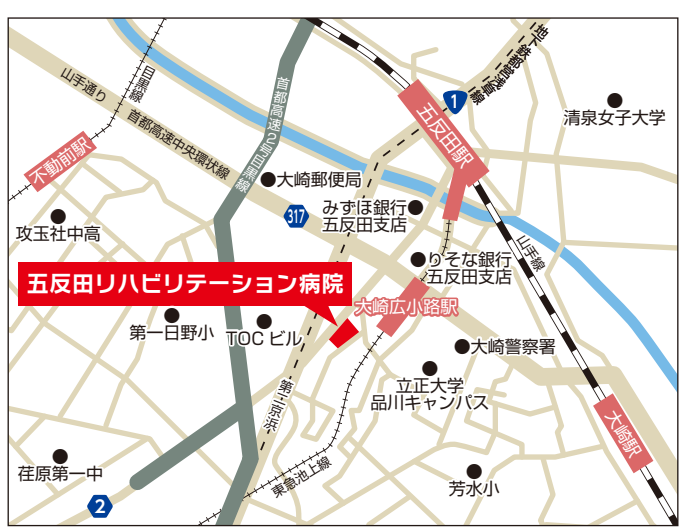 地下鉄都営浅草線
山手通り
目黒線
首都高速2号目黒線
首都高速中央環状線
1
五反田駅
清泉女子大学
不動前駅
大崎郵便局
攻玉社中高
317
みずほ銀行
五反田支店
山手線
りそな銀行
五反田支店
五反田リハビリテーション病院
大崎広小路駅
第一日野小
TOCビル
大崎警察署
立正大学
品川キャンパス
第二京浜
大崎駅
荏原第一中
東急池上線
芳水小
2